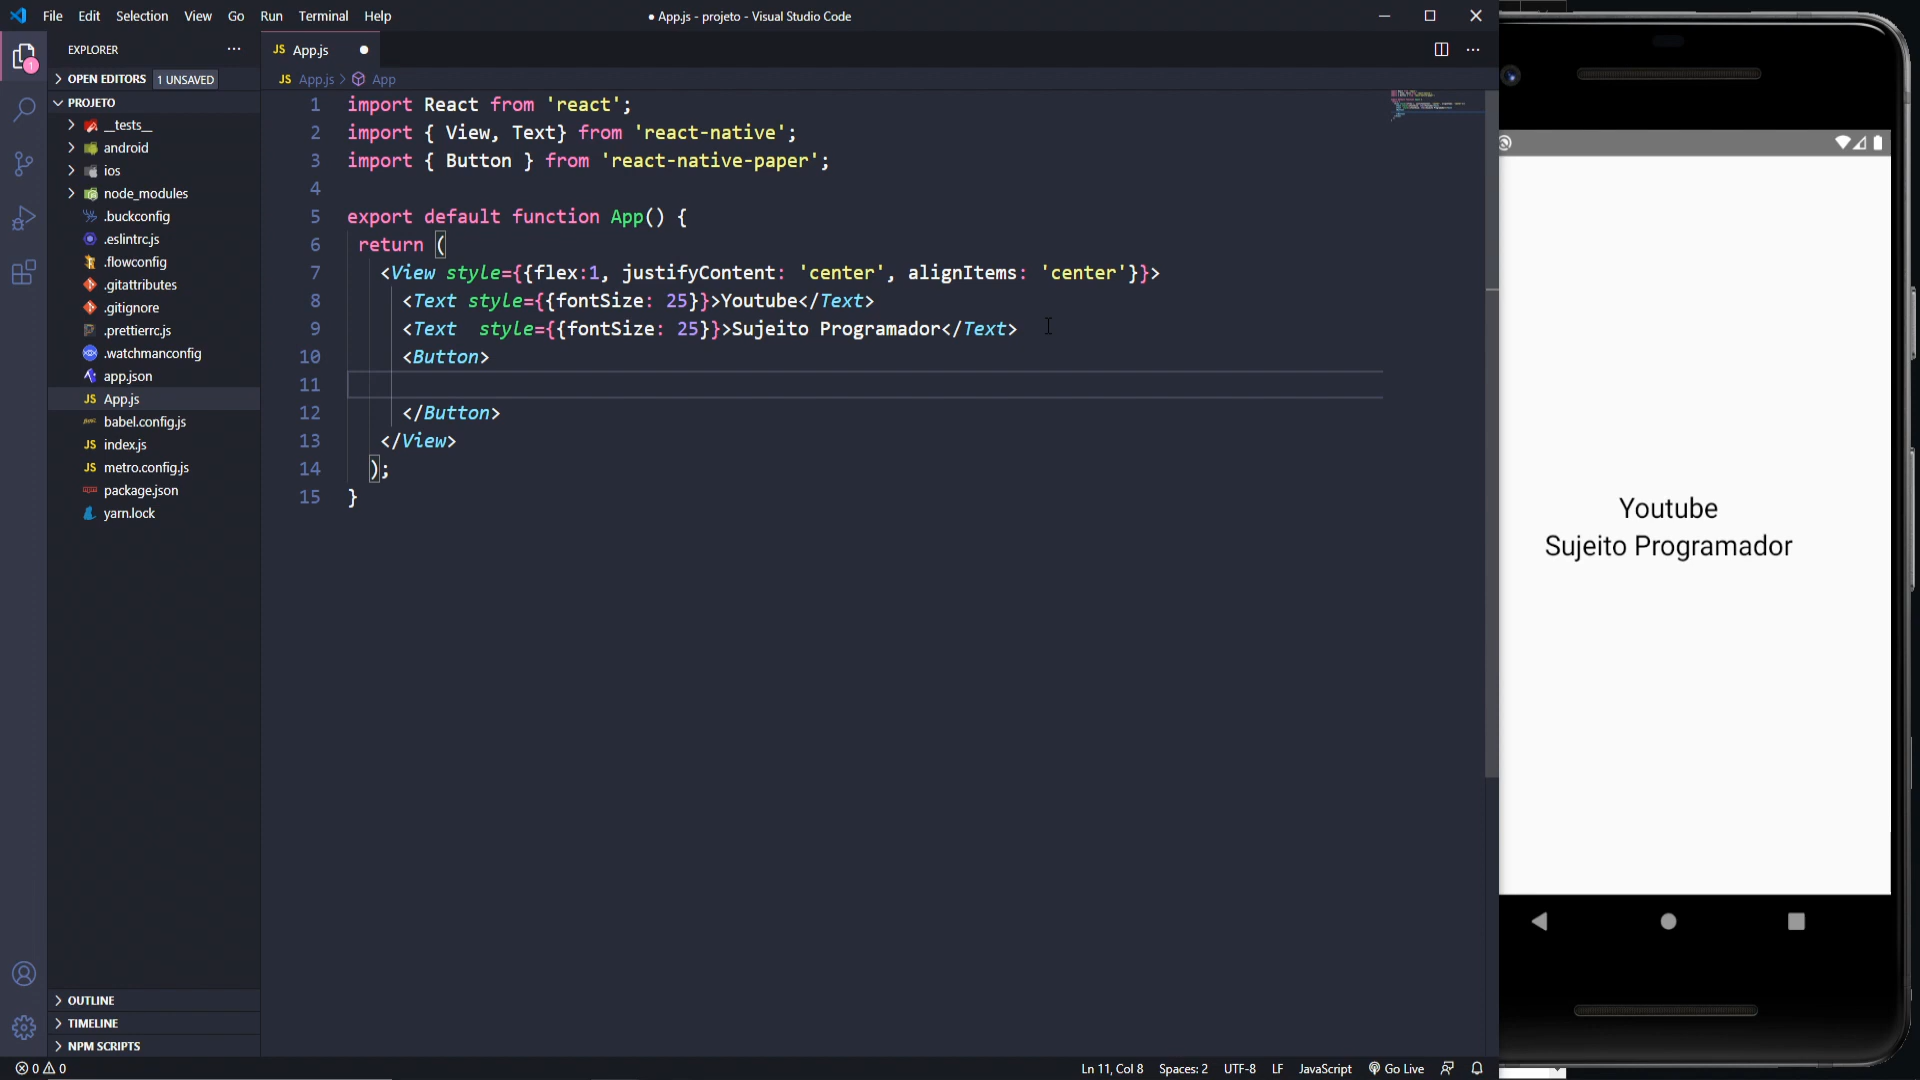 File Edit Selection View Go Run Terminal Help
● App.js - projeto - Visual Studio Code
EXPLORER
1
OPEN EDITORS 1 UNSAVED
PROJETO
__tests__
android
ios
node_modules
.buckconfig
.eslintrc.js
.flowconfig
.gitattributes
.gitignore
.prettierrc.js
.watchmanconfig
app.json
JS App.js
babel.config.js
JS index.js
JS metro.config.js
package.json
yarn.lock
OUTLINE
TIMELINE
NPM SCRIPTS
JS App.js ●
JS App.js > App
1 import React from 'react';
2 import { View, Text} from 'react-native';
3 import { Button } from 'react-native-paper';
4
5 export default function App() {
6 return (
7 <View style={{flex:1, justifyContent: 'center', alignItems: 'center'}}>
8 <Text style={{fontSize: 25}}>Youtube</Text>
9 <Text  style={{fontSize: 25}}>Sujeito Programador</Text>
10 <Button>
11
12 </Button>
13 </View>
14 );
15 }
Youtube
Sujeito Programador
0 0
Ln 11, Col 8 Spaces: 2 UTF-8 LF JavaScript Go Live